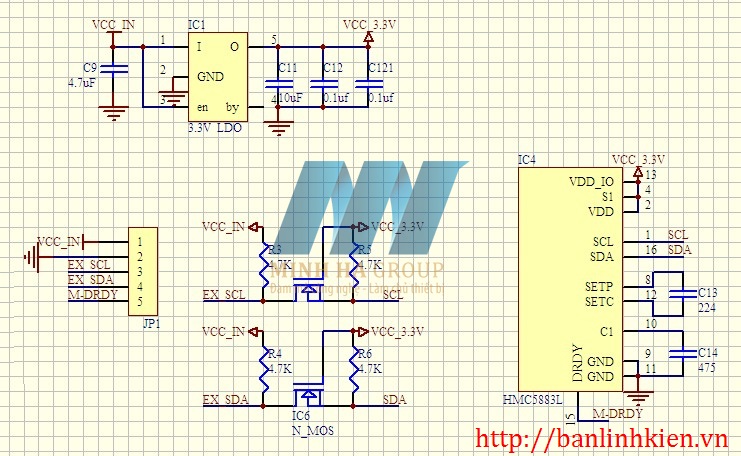 VCC_IN
IC1
VCC_3.3V
1
I
O
5
C9
4.7uF
2
GND
C11
C12
C121
3
en
by
4
10uF
0.1uf
0.1uf
3.3V LDO
IC4
VCC_3.3V
VDD_IO
13
S1
4
VDD
2
SCL
1
SCL
SDA
16
SDA
SETP
8
SETC
12
C13
224
C1
10
C14
475
GND
9
GND
11
DRDY
HMC5883L
15
M-DRDY
VCC_IN
1
2
EX_SCL
3
EX_SDA
4
M-DRDY
5
JP1
VCC_IN
VCC_3.3V
R3
4.7K
R5
4.7K
EX_SCL
SCL
MINH HA GROUP
VCC_IN
VCC_3.3V
R4
4.7K
R6
4.7K
EX_SDA
SDA
IC6
N_MOS
http://banlinhkien.vn